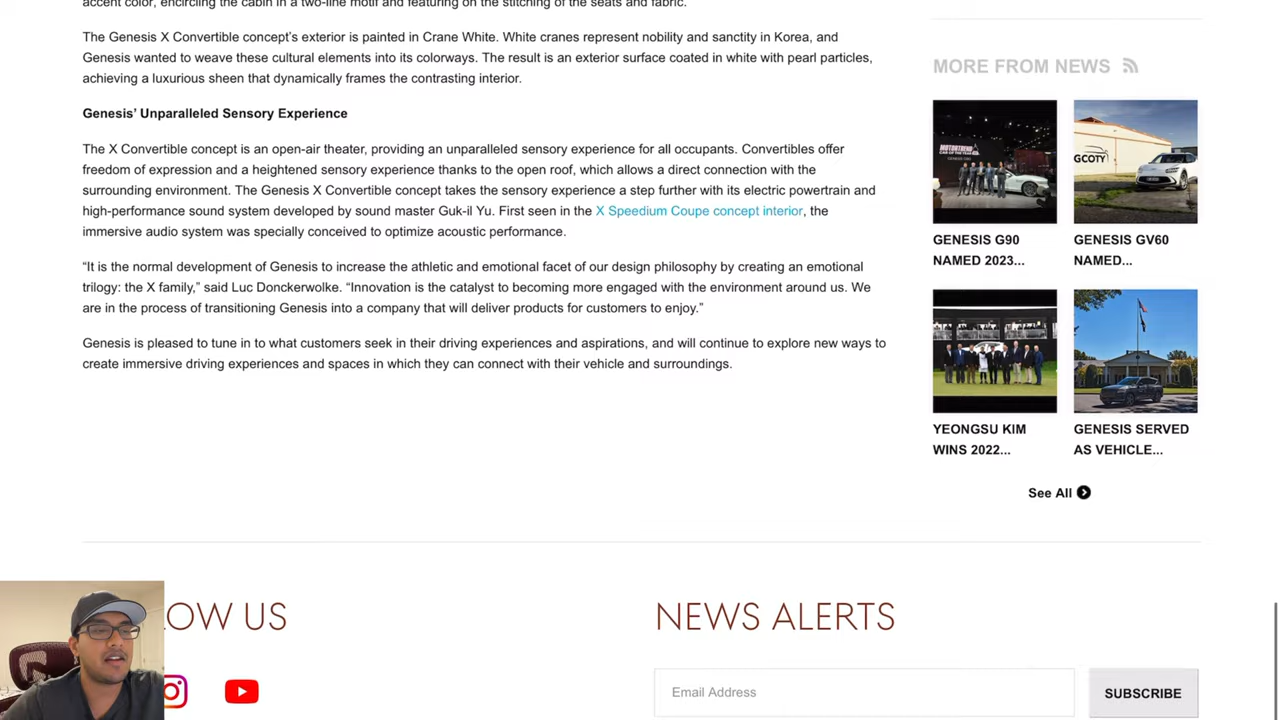 accent color, encircling the cabin in a two-line motif and featuring on the stitching of the seats and fabric.
The Genesis X Convertible concept's exterior is painted in Crane White. White cranes represent nobility and sanctity in Korea, and
Genesis wanted to weave these cultural elements into its colorways. The result is an exterior surface coated in white with pearl particles,
achieving a luxurious sheen that dynamically frames the contrasting interior.
Genesis' Unparalleled Sensory Experience
The X Convertible concept is an open-air theater, providing an unparalleled sensory experience for all occupants. Convertibles offer
freedom of expression and a heightened sensory experience thanks to the open roof, which allows a direct connection with the
surrounding environment. The Genesis X Convertible concept takes the sensory experience a step further with its electric powertrain and
high-performance sound system developed by sound master Guk-il Yu. First seen in the X Speedium Coupe concept interior, the
immersive audio system was specially conceived to optimize acoustic performance.
“It is the normal development of Genesis to increase the athletic and emotional facet of our design philosophy by creating an emotional
trilogy: the X family,” said Luc Donckerwolke. “Innovation is the catalyst to becoming more engaged with the environment around us. We
are in the process of transitioning Genesis into a company that will deliver products for customers to enjoy.”
Genesis is pleased to tune in to what customers seek in their driving experiences and aspirations, and will continue to explore new ways to
create immersive driving experiences and spaces in which they can connect with their vehicle and surroundings.
MORE FROM NEWS
GCOTY
GENESIS G90
NAMED 2023...
GENESIS GV60
NAMED...
YEONGSU KIM
WINS 2022...
GENESIS SERVED
AS VEHICLE...
See All
LOW US
NEWS ALERTS
Email Address
SUBSCRIBE